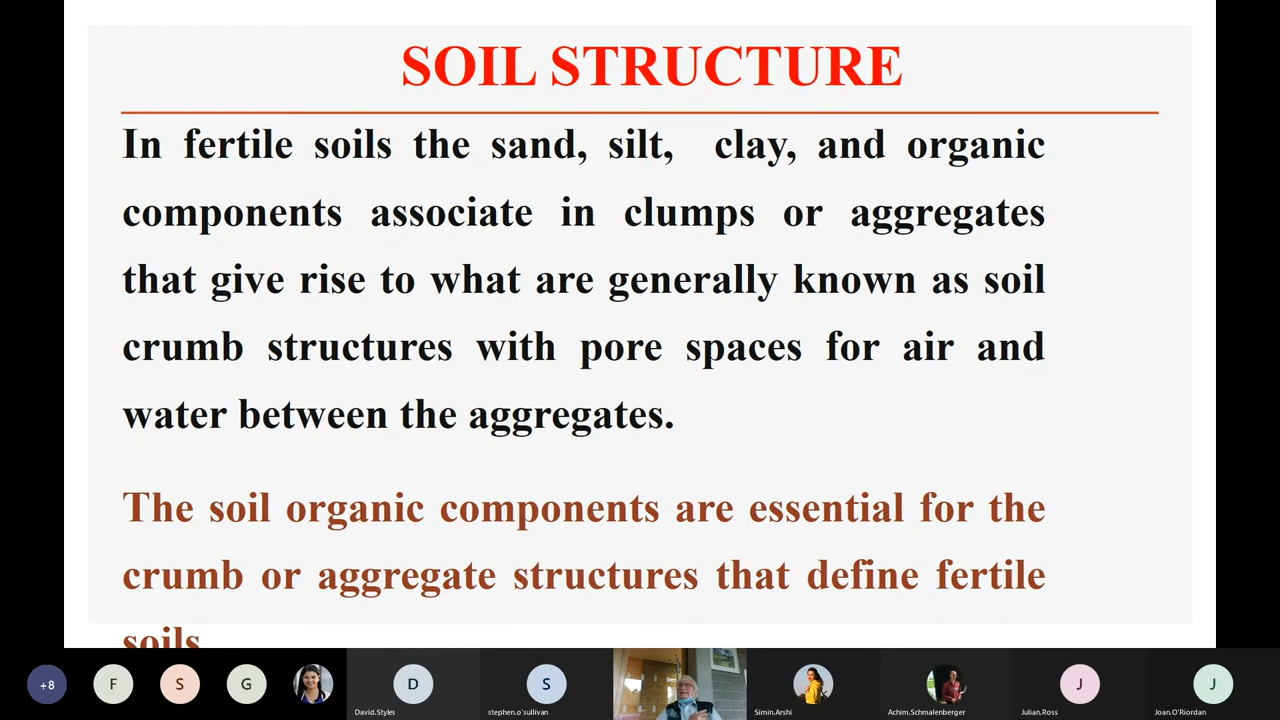 SOIL STRUCTURE
In fertile soils the sand, silt, clay, and organic
components associate in clumps or aggregates
that give rise to what are generally known as soil
crumb structures with pore spaces for air and
water between the aggregates.
The soil organic components are essential for the
crumb or aggregate structures that define fertile
soils
+8
F
S
G
D
S
J
J
David.Styles
stephen.o'sullivan
Simin.Arshi
Achim.Schmalenberger
Julian.Ross
Joan.O'Riordan